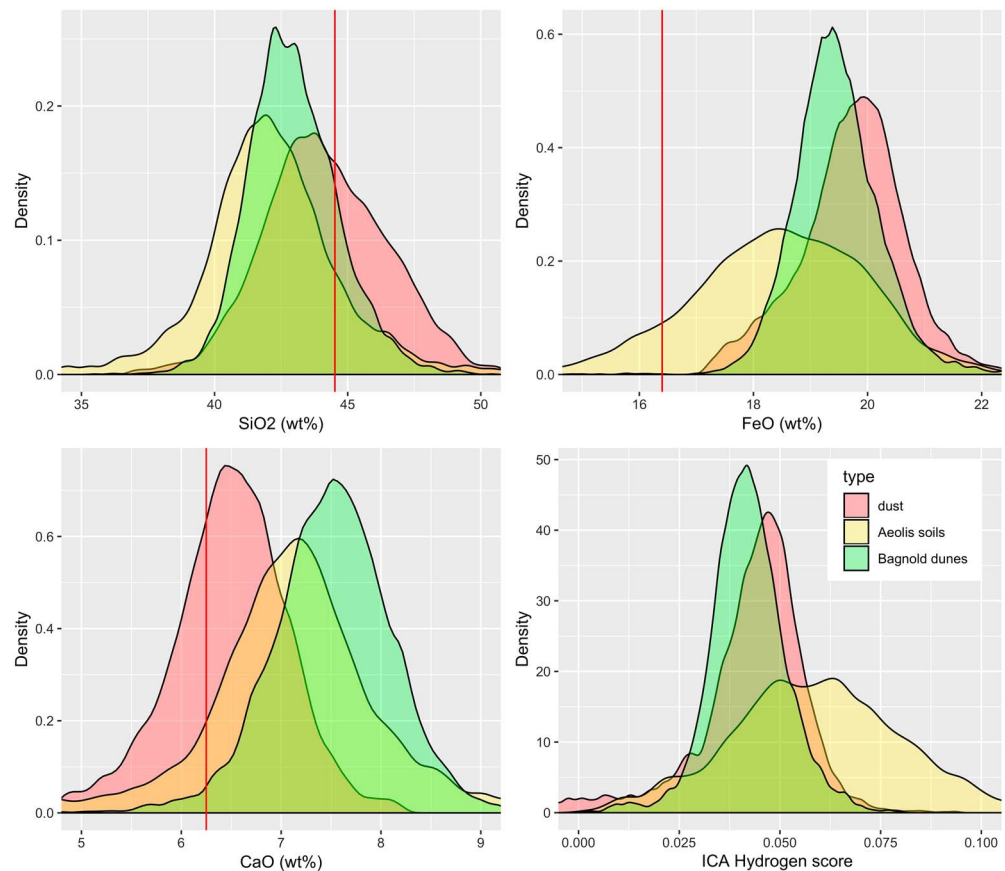 Density
0.2
0.1
0.0
35
40
45
50
SiO2 (wt%)
Density
0.6
0.4
0.2
0.0
16
18
20
22
FeO (wt%)
Density
0.6
0.4
0.2
0.0
5
6
7
8
9
CaO (wt%)
Density
50
40
30
20
10
0
0.000
0.025
0.050
0.075
0.100
ICA Hydrogen score
type
dust
Aeolis soils
Bagnold dunes